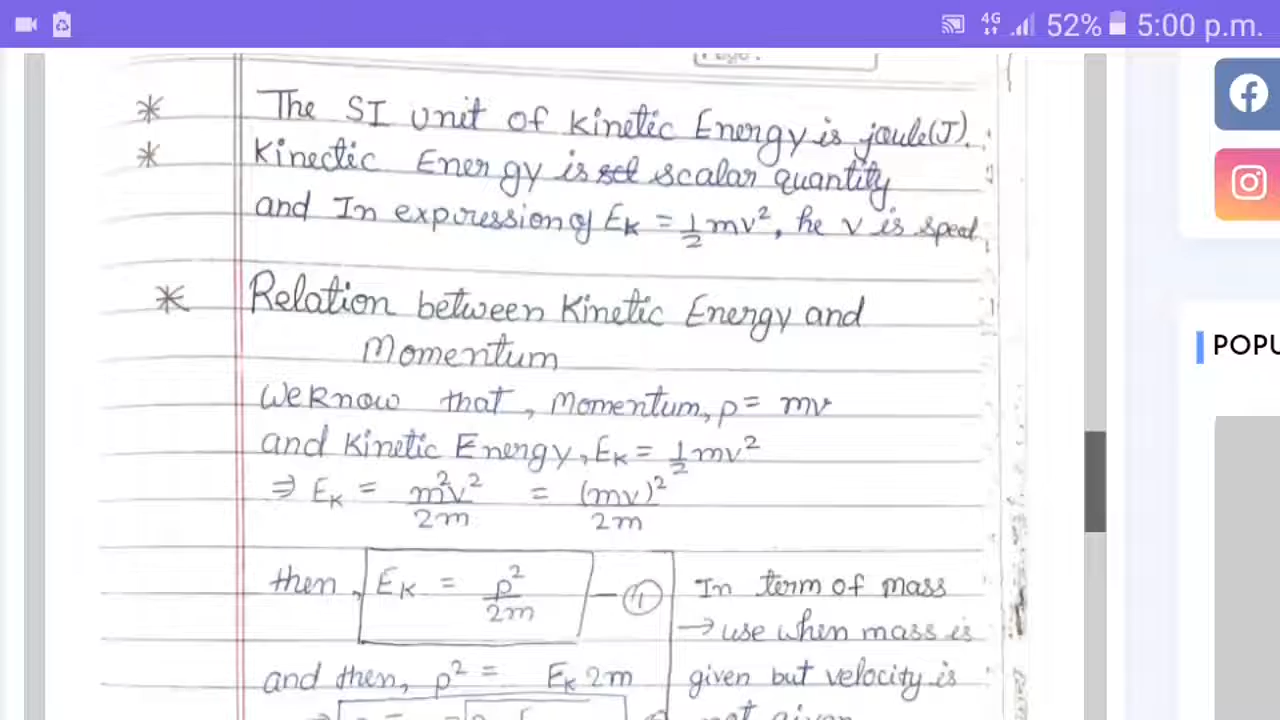 4G 52% 5:00 p.m.
Page:
* The SI unit of Kinetic Energy is joule(J).
* Kinectic Energy is scalar quantity
and In expression of Eₖ = 1/2 mv², he v is speed.
* Relation between Kinetic Energy and
Momentum
We Know that, Momentum, p = mv
and Kinetic Energy, Eₖ = 1/2 mv²
⇒ Eₖ = m²v²/2m = (mv)²/2m
then, Eₖ = p²/2m — ① In term of mass
→ use when mass is
and then, p² = Eₖ 2m given but velocity is
not given
POPU